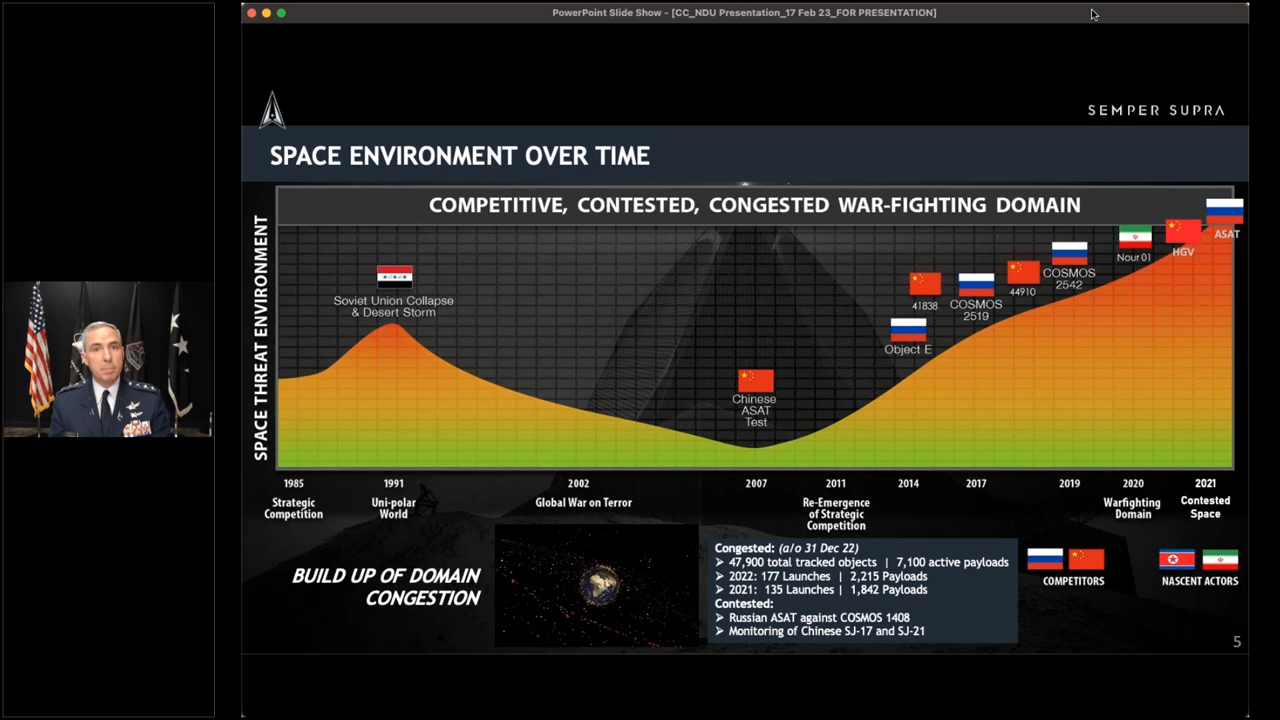 PowerPoint Slide Show - [CC_NDU Presentation_17 Feb 23_FOR PRESENTATION]
SEMPER SUPRA
SPACE ENVIRONMENT OVER TIME
COMPETITIVE, CONTESTED, CONGESTED WAR-FIGHTING DOMAIN
SPACE THREAT ENVIRONMENT
Soviet Union Collapse
& Desert Storm
Chinese
ASAT
Test
Object E
41838
COSMOS
2519
44910
COSMOS
2542
Nour 01
HGV
ASAT
1985
Strategic
Competition
1991
Uni-polar
World
2002
Global War on Terror
2007
2011
Re-Emergence
of Strategic
Competition
2014
2017
2019
2020
Warfighting
Domain
2021
Contested
Space
BUILD UP OF DOMAIN
CONGESTION
Congested: (a/o 31 Dec 22)
➢ 47,900 total tracked objects | 7,100 active payloads
➢ 2022: 177 Launches | 2,215 Payloads
➢ 2021: 135 Launches | 1,842 Payloads
Contested:
➢ Russian ASAT against COSMOS 1408
➢ Monitoring of Chinese SJ-17 and SJ-21
COMPETITORS
NASCENT ACTORS
5